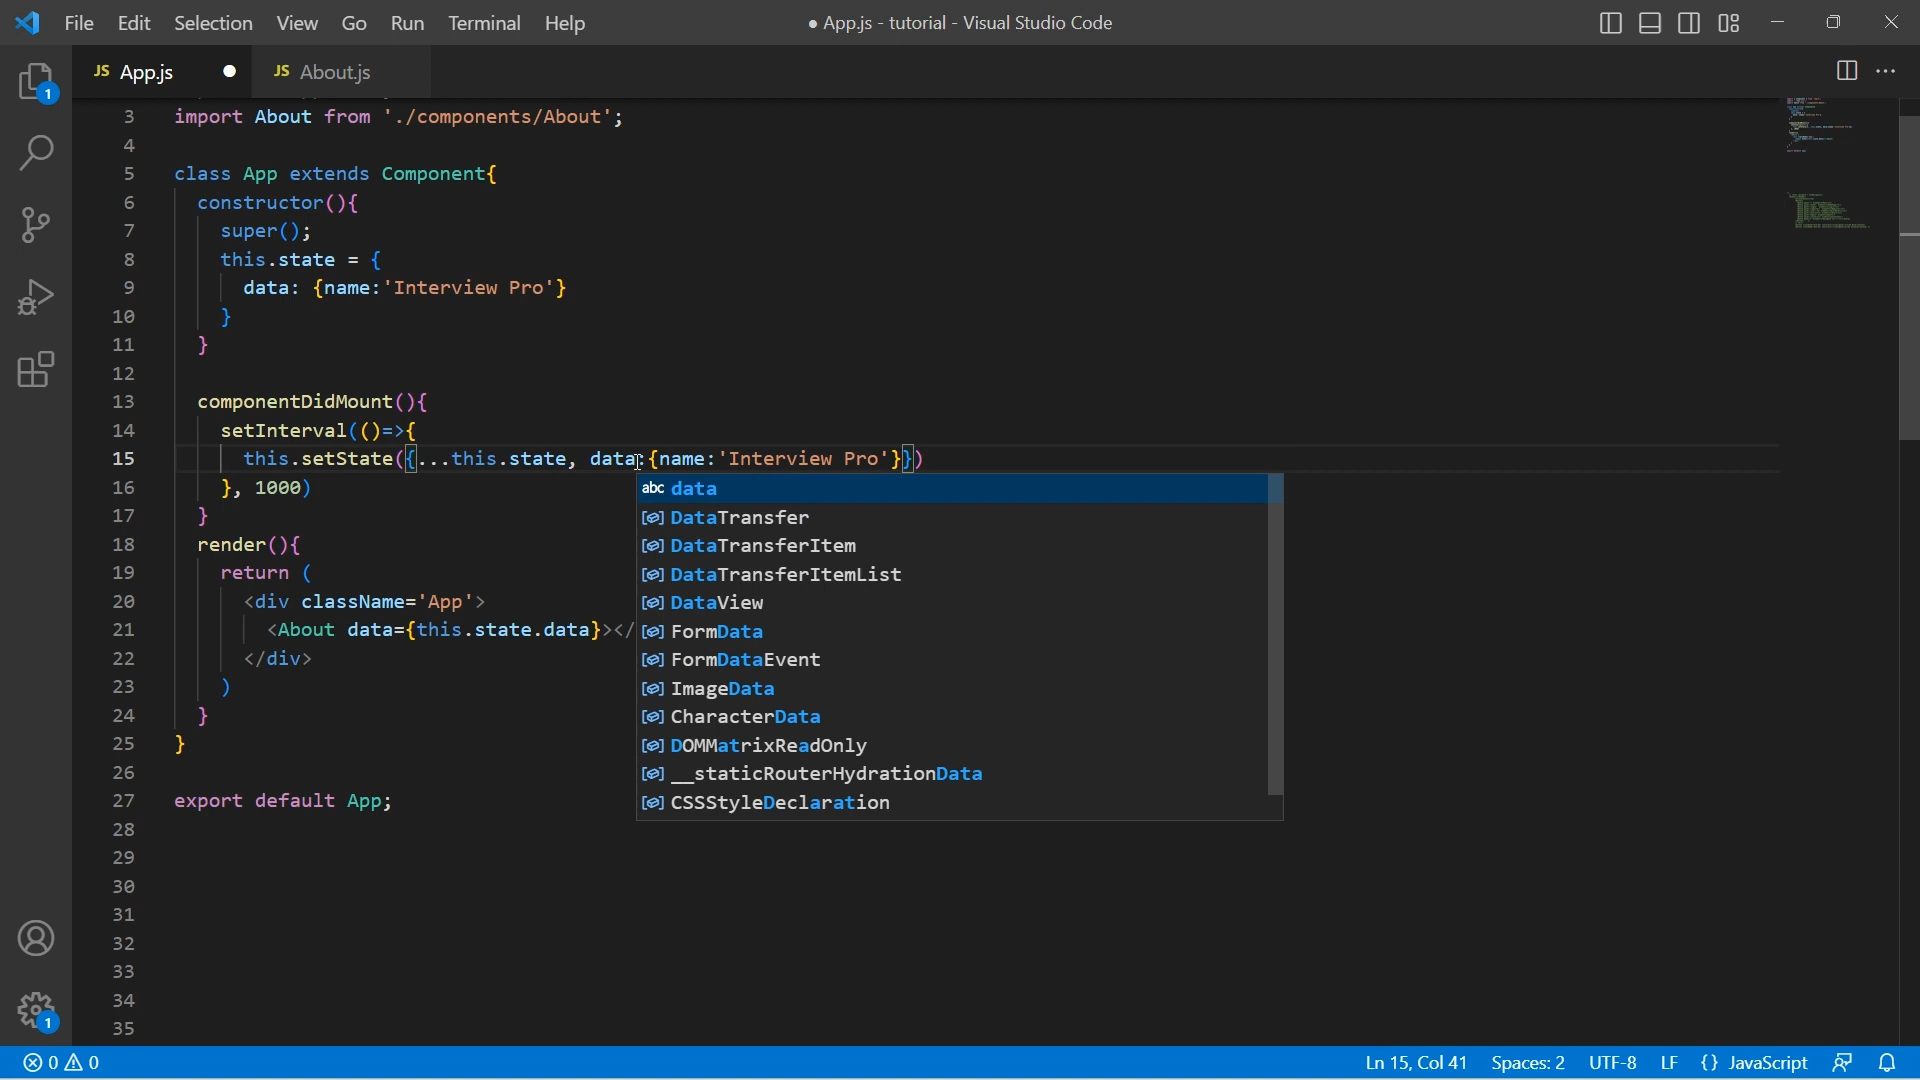 File Edit Selection View Go Run Terminal Help ● App.js - tutorial - Visual Studio Code
JS App.js JS About.js
1
3 import About from './components/About';
4
5 class App extends Component{
6 constructor(){
7 super();
8 this.state = {
9 data: {name:'Interview Pro'}
10 }
11 }
12
13 componentDidMount(){
14 setInterval(()=>{
15 this.setState({...this.state, data:{name:'Interview Pro'}})
16 }, 1000)
17 }
18 render(){
19 return (
20 <div className='App'>
21 <About data={this.state.data}></
22 </div>
23 )
24 }
25 }
26
27 export default App;
28
29
30
31
32
33
34
35
abc data
DataTransfer
DataTransferItem
DataTransferItemList
DataView
FormData
FormDataEvent
ImageData
CharacterData
DOMMatrixReadOnly
__staticRouterHydrationData
CSSStyleDeclaration
1
0 0 Ln 15, Col 41 Spaces: 2 UTF-8 LF {} JavaScript